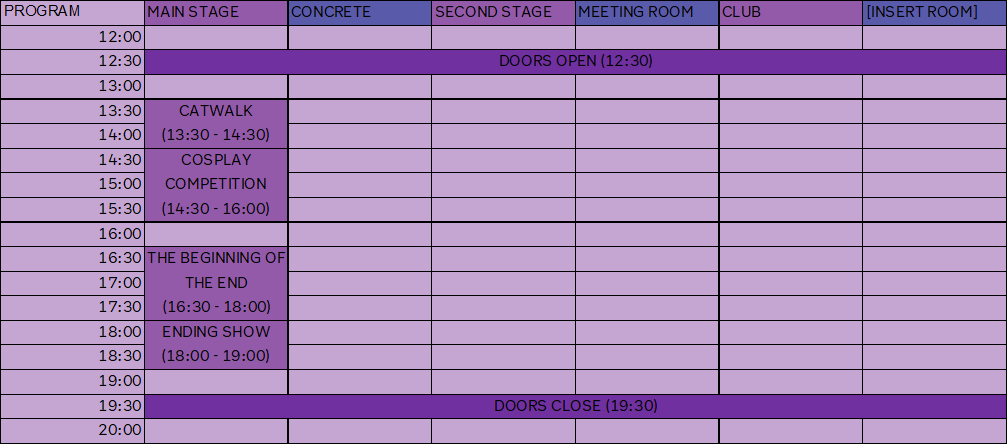 PROGRAM MAIN STAGE CONCRETE SECOND STAGE MEETING ROOM CLUB [INSERT ROOM]
12:00
12:30 DOORS OPEN (12:30)
13:00
13:30 CATWALK
14:00 (13:30 - 14:30)
14:30 COSPLAY
15:00 COMPETITION
15:30 (14:30 - 16:00)
16:00
16:30 THE BEGINNING OF
17:00 THE END
17:30 (16:30 - 18:00)
18:00 ENDING SHOW
18:30 (18:00 - 19:00)
19:00
19:30 DOORS CLOSE (19:30)
20:00